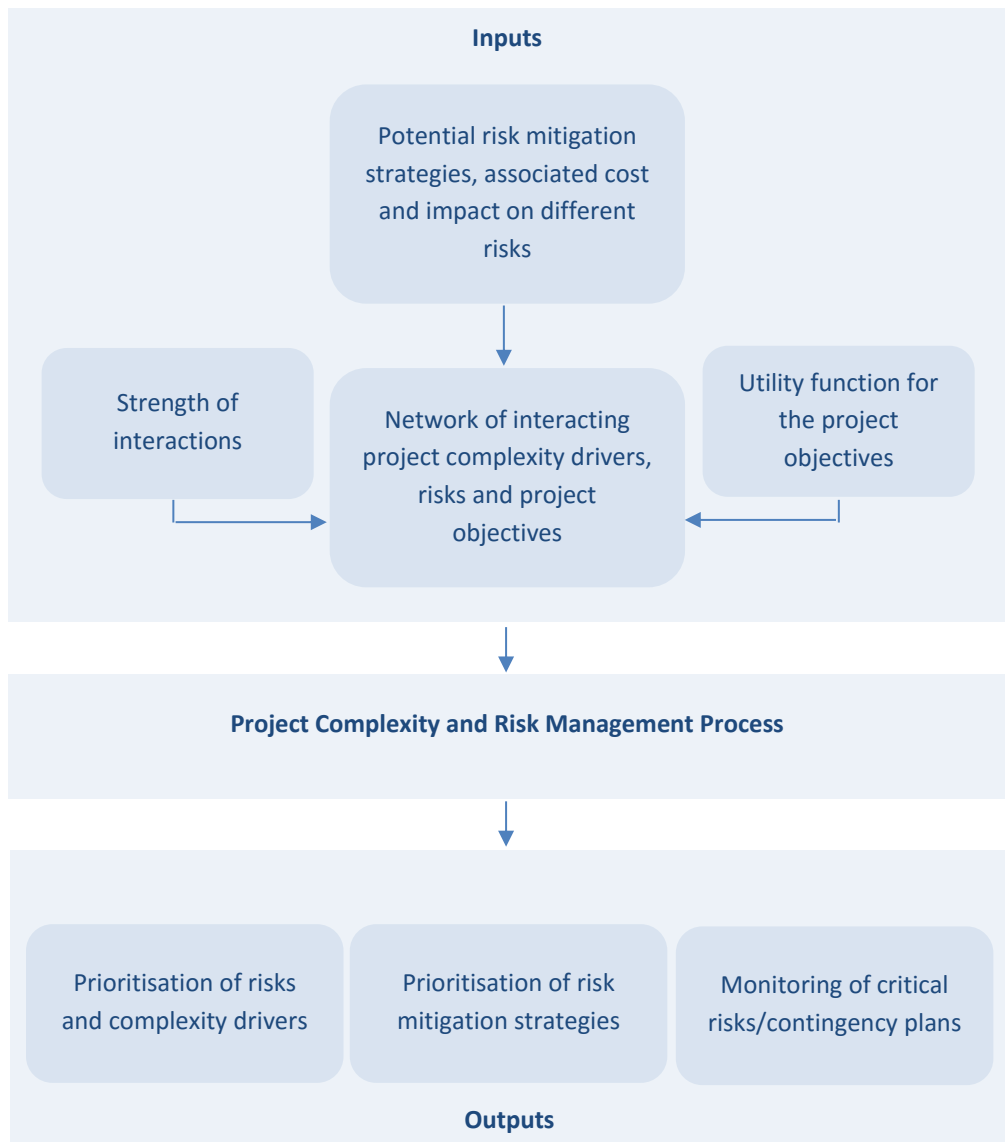 Inputs
Potential risk mitigation
strategies, associated cost
and impact on different
risks
Strength of
interactions
Network of interacting
project complexity drivers,
risks and project
objectives
Utility function for
the project
objectives
Project Complexity and Risk Management Process
Prioritisation of risks
and complexity drivers
Prioritisation of risk
mitigation strategies
Monitoring of critical
risks/contingency plans
Outputs